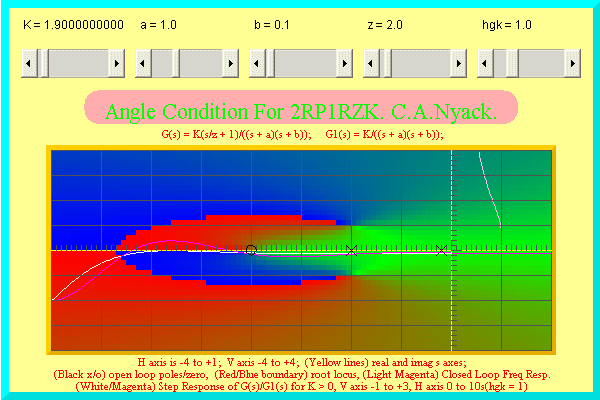 K = 1.9000000000 a = 1.0 b = 0.1 z = 2.0 hgk = 1.0
Angle Condition For 2RP1RZK. C.A.Nyack.
G(s) = K(s/z + 1)/((s + a)(s + b)); G1(s) = K/((s + a)(s + b));
H axis is -4 to +1; V axis -4 to +4; (Yellow lines) real and imag s axes;
(Black x/o) open loop poles/zero, (Red/Blue boundary) root locus, (Light Magenta) Closed Loop Freq Resp.
(White/Magenta) Step Response of G(s)/G1(s) for K > 0, V axis -1 to +3, H axis 0 to 10s(hgk = 1)